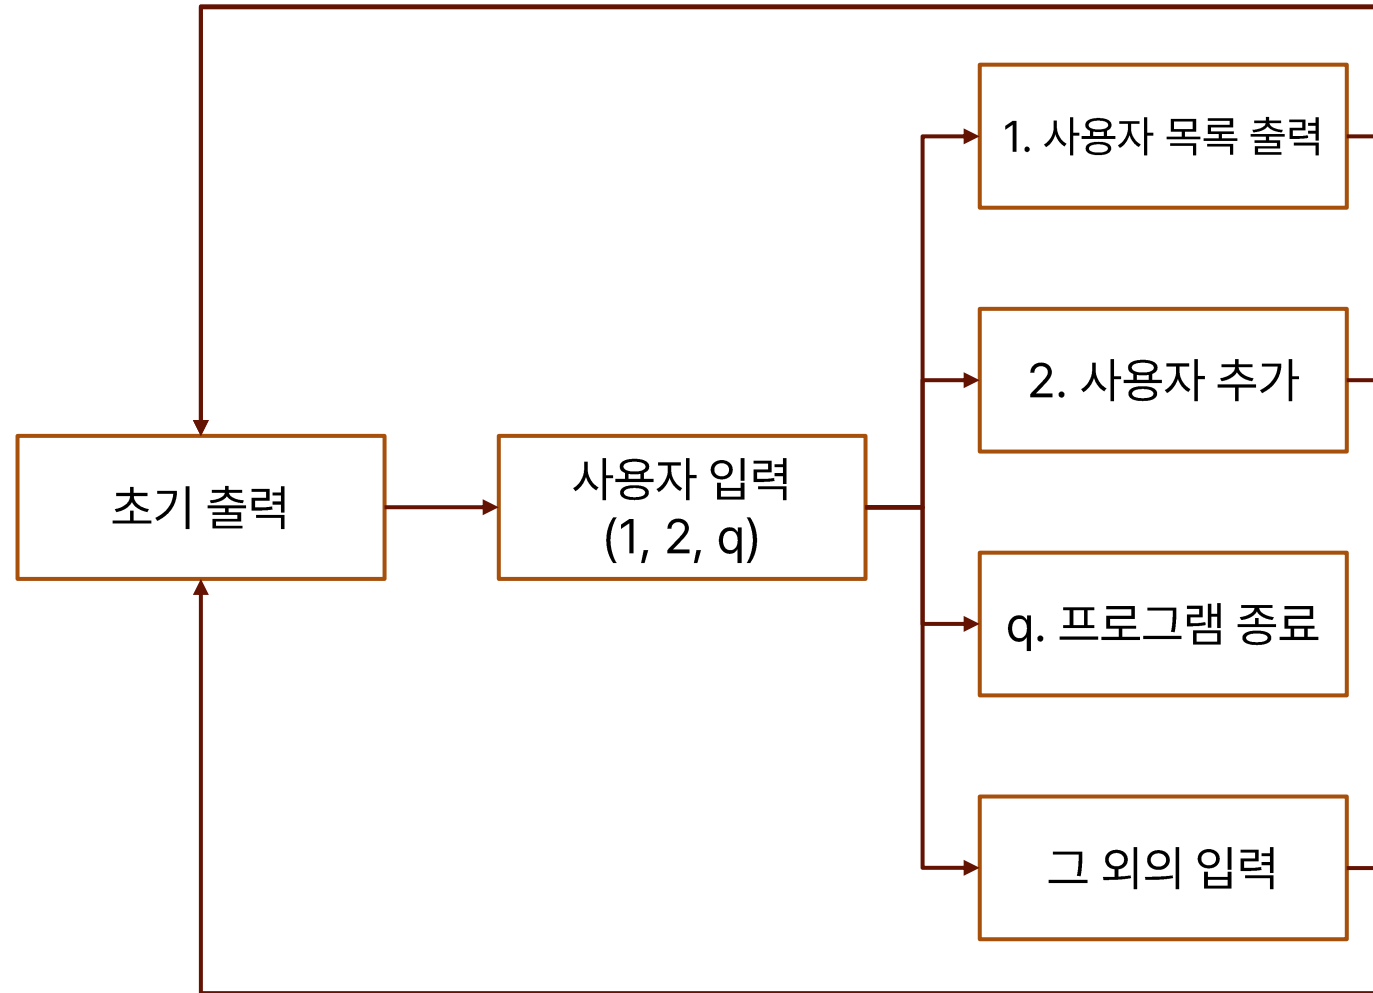 초기 출력
사용자 입력
(1, 2, q)
1. 사용자 목록 출력
2. 사용자 추가
q. 프로그램 종료
그 외의 입력